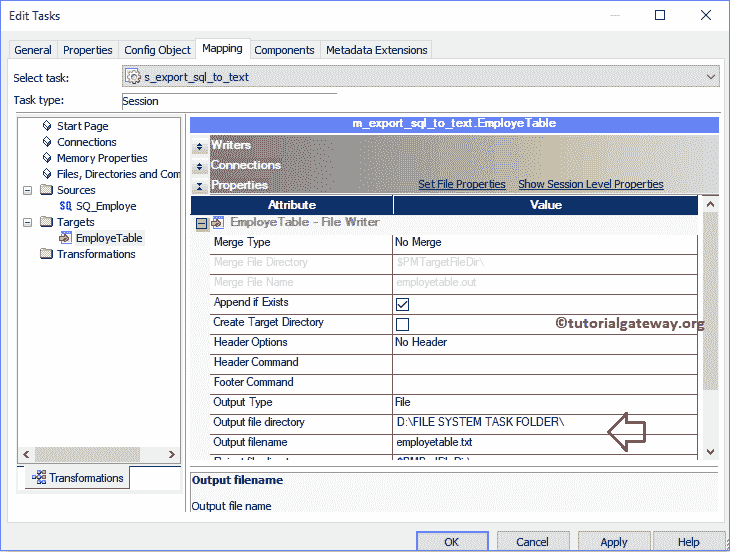 Edit Tasks
General Properties Config Object Mapping Components Metadata Extensions
Select task: s_export_sql_to_text
Task type: Session
Start Page
Connections
Memory Properties
Files, Directories and Com
Sources
SQ_Employe
Targets
EmployeTable
Transformations
Transformations
m_export_sql_to_text.EmployeTable
Writers
Connections
Properties Set File Properties Show Session Level Properties
Attribute Value
EmployeTable - File Writer
Merge Type No Merge
Merge File Directory $PMTargetFileDir\
Merge File Name employetable.out
Append if Exists
Create Target Directory
©tutorialgateway.org
Header Options No Header
Header Command
Footer Command
Output Type File
Output file directory D:\FILE SYSTEM TASK FOLDER\
Output filename employetable.txt
Output filename
Output file name
OK Cancel Apply Help